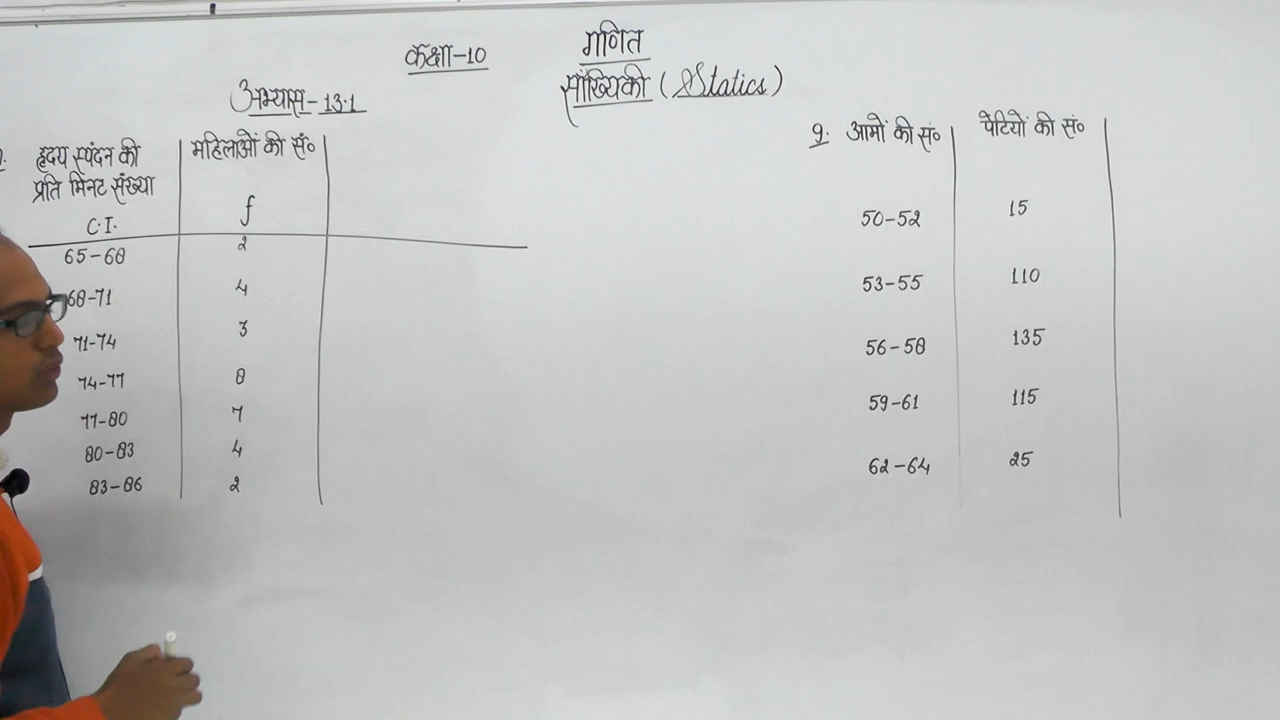 कक्षा-10
गणित
सांख्यिकी (Statics)
अभ्यास-13.1
हृदय स्पंदन की
प्रति मिनट संख्या
C.I.
महिलाओं की सं०
f
65-68 2
68-71 4
71-74 3
74-77 8
77-80 7
80-83 4
83-86 2
9. आमों की सं० पेटियों की सं०
50-52 15
53-55 110
56-58 135
59-61 115
62-64 25